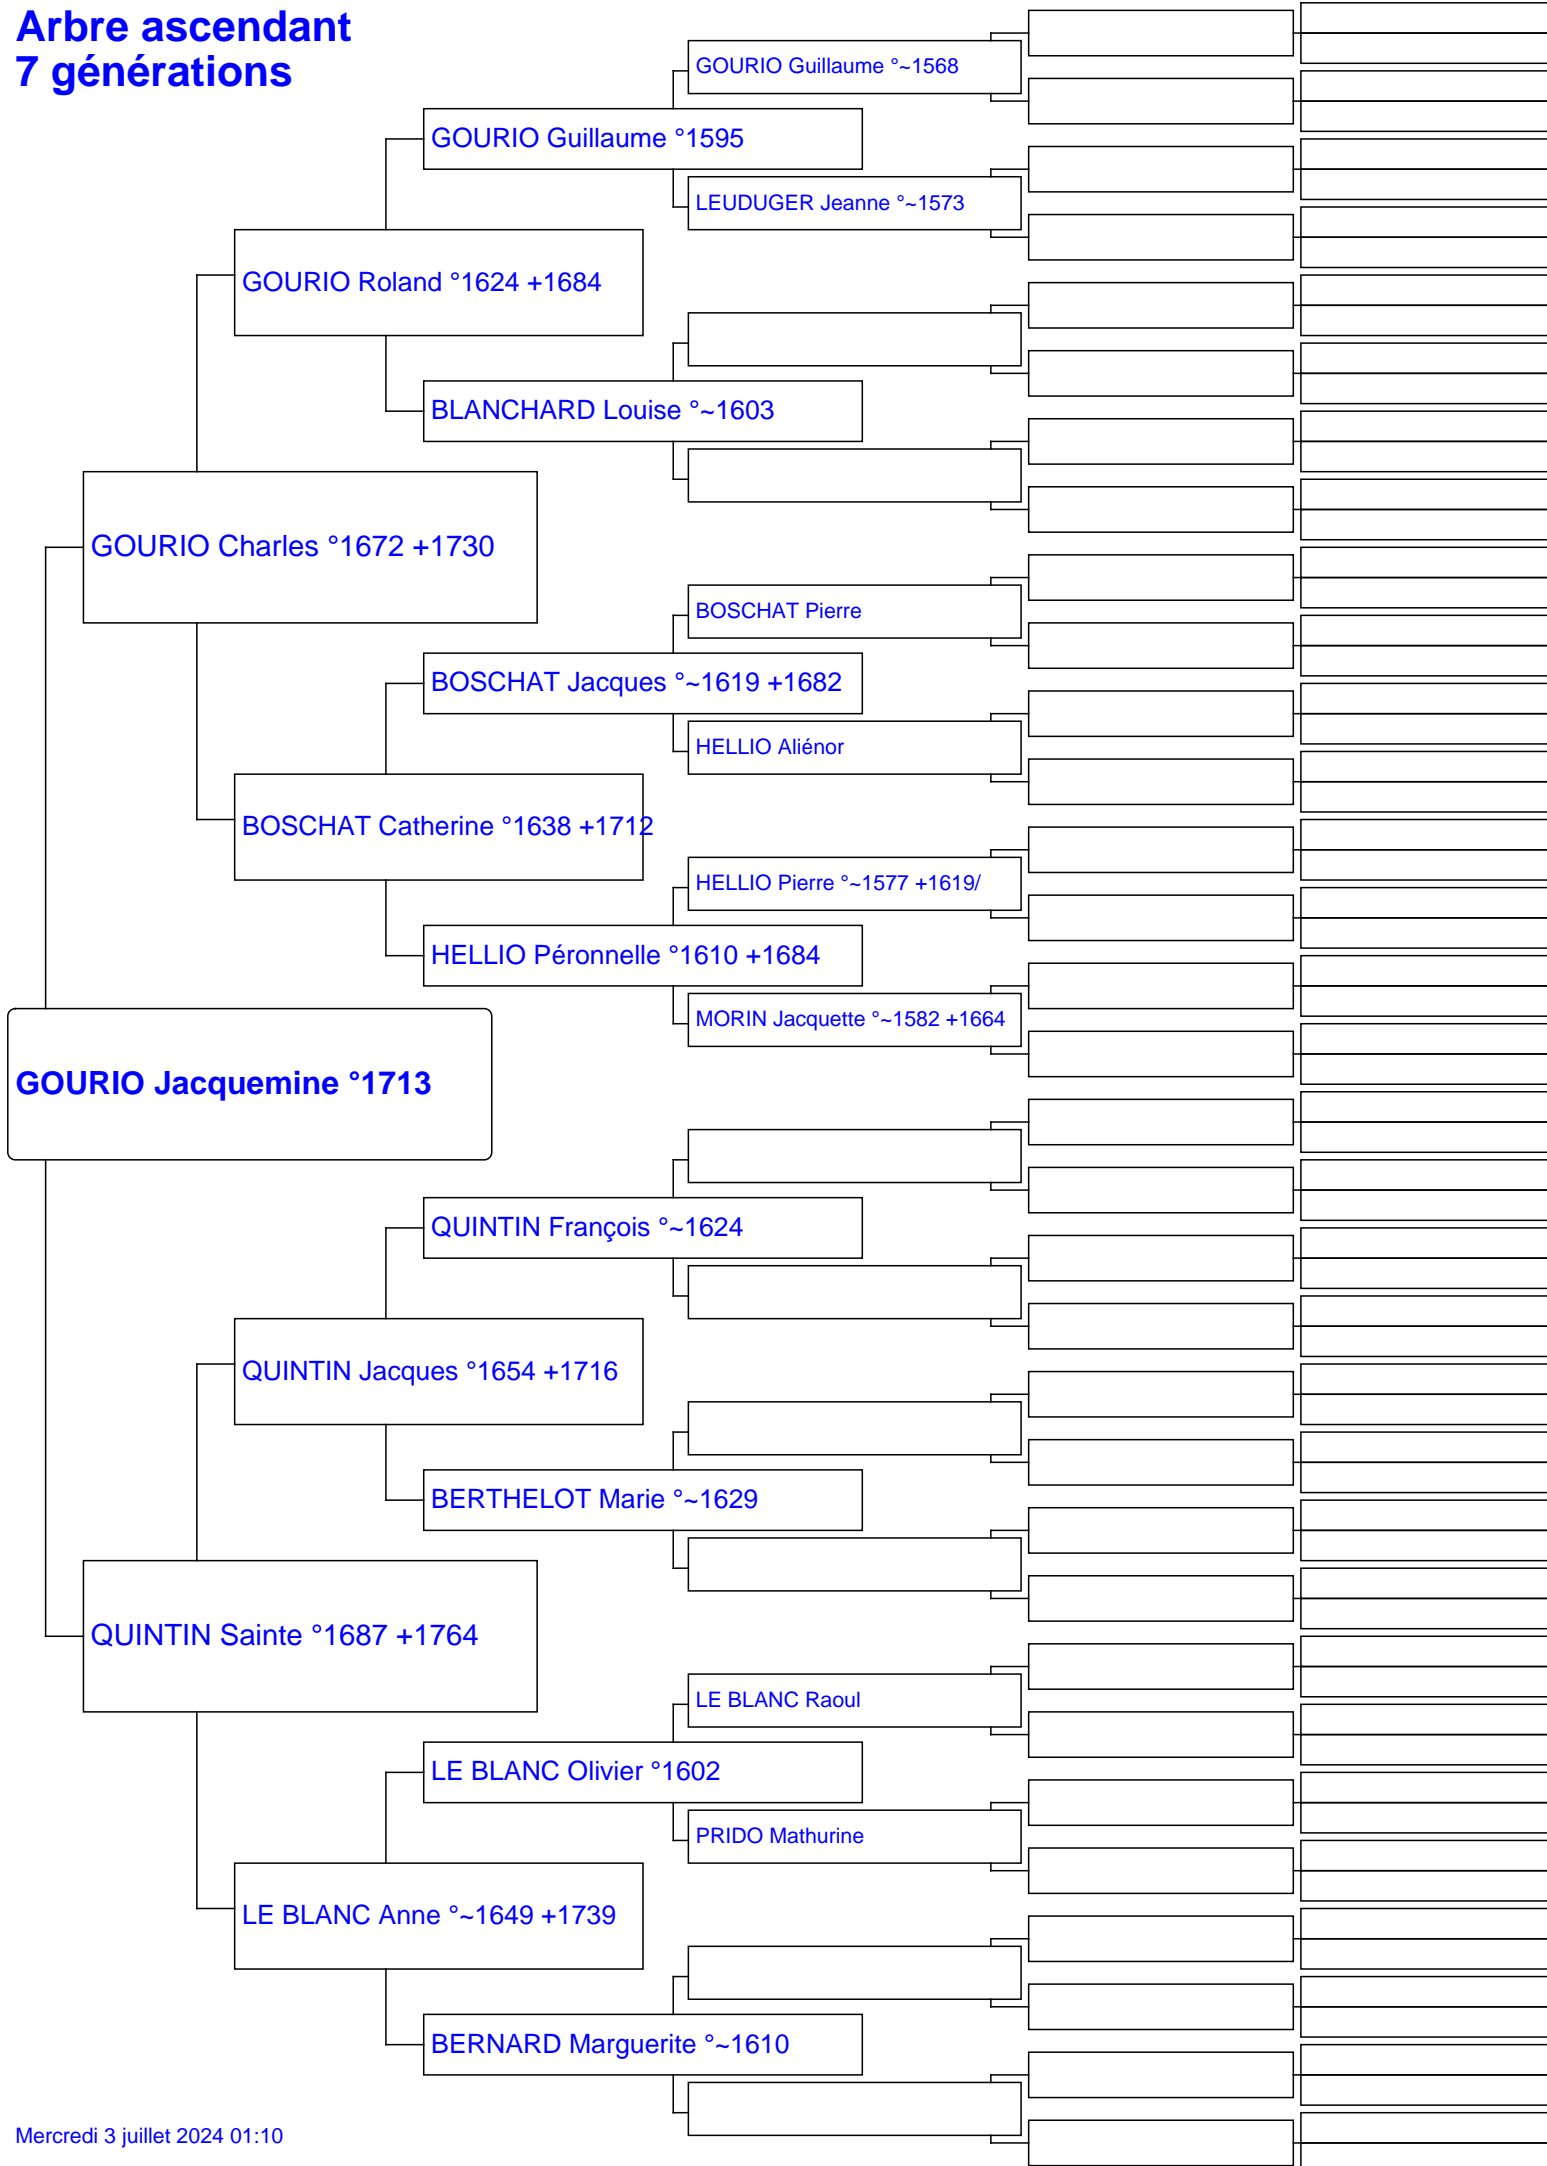 Arbre ascendant
7 générations
GOURIO Guillaume °~1568
GOURIO Guillaume °1595
LEUDUGER Jeanne °~1573
GOURIO Roland °1624 +1684
BLANCHARD Louise °~1603
GOURIO Charles °1672 +1730
BOSCHAT Pierre
BOSCHAT Jacques °~1619 +1682
HELLIO Aliénor
BOSCHAT Catherine °1638 +1712
HELLIO Pierre °~1577 +1619/
HELLIO Péronnelle °1610 +1684
MORIN Jacquette °~1582 +1664
GOURIO Jacquemine °1713
QUINTIN François °~1624
QUINTIN Jacques °1654 +1716
BERTHELOT Marie °~1629
QUINTIN Sainte °1687 +1764
LE BLANC Raoul
LE BLANC Olivier °1602
PRIDO Mathurine
LE BLANC Anne °~1649 +1739
BERNARD Marguerite °~1610
Mercredi 3 juillet 2024 01:10